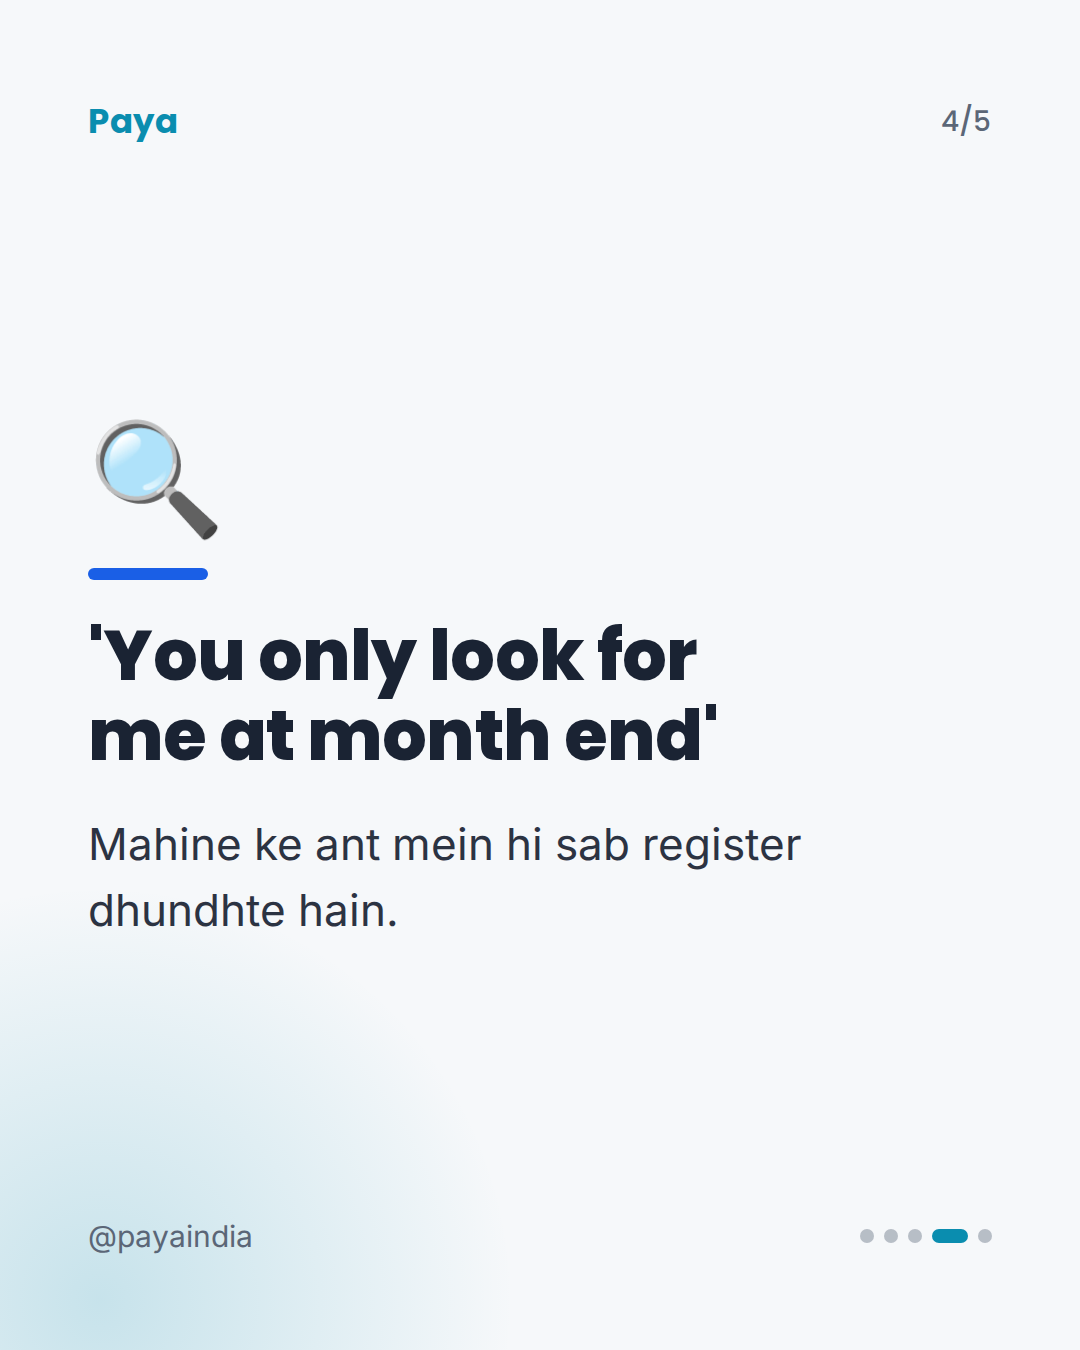 Paya
4/5
'You only look for
me at month end'
Mahine ke ant mein hi sab register
dhundhte hain.
@payaindia